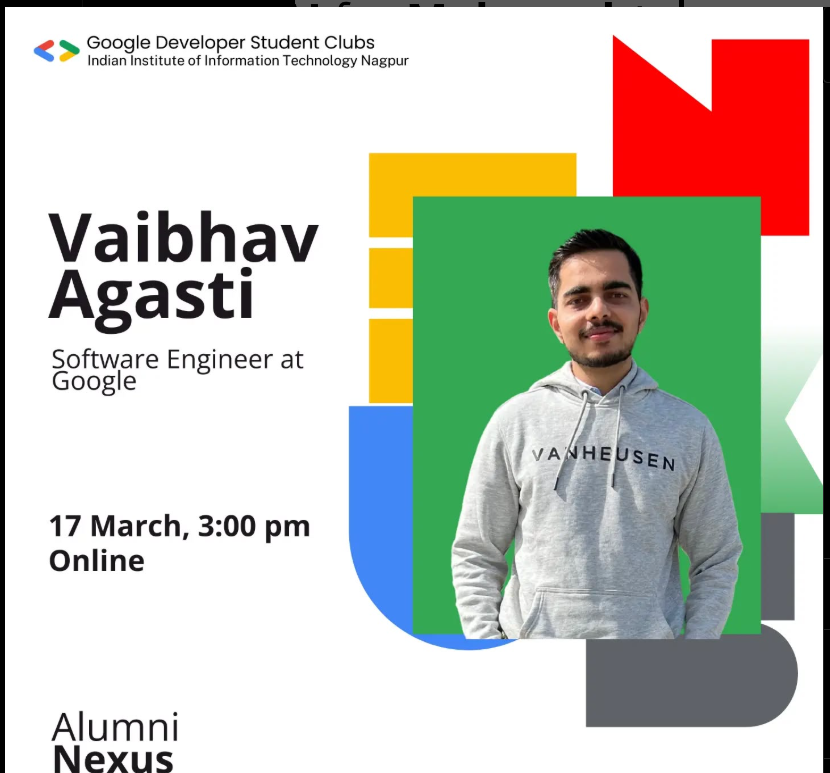 Google Developer Student Clubs
Indian Institute of Information Technology Nagpur
Vaibhav
Agasti
Software Engineer at
Google
VANHEUSEN
17 March, 3:00 pm
Online
Alumni
Nexus